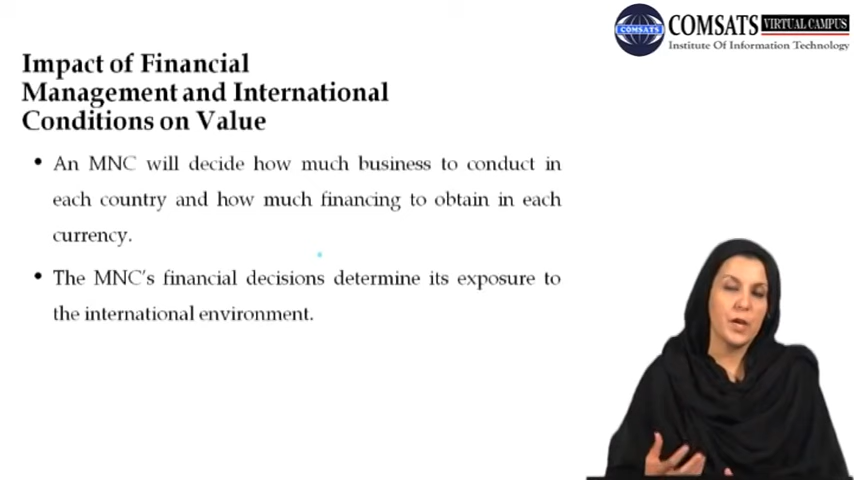 COMSATS VIRTUAL CAMPUS
COMSATS
Institute Of Information Technology
Impact of Financial
Management and International
Conditions on Value
• An MNC will decide how much business to conduct in
each country and how much financing to obtain in each
currency.
• The MNC's financial decisions determine its exposure to
the international environment.